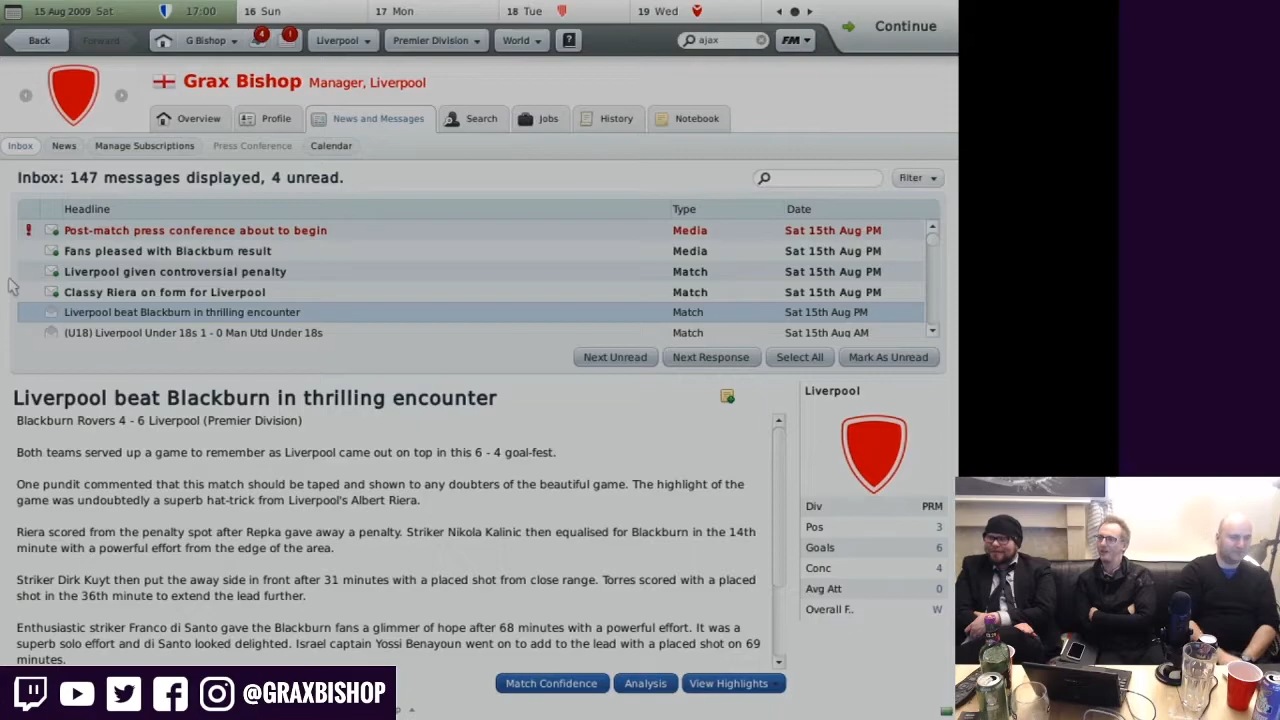 15 Aug 2009 Sat 17:00 16 Sun 17 Mon 18 Tue 19 Wed
Continue
Back Forward G Bishop 4 ! Liverpool Premier Division World ? ajax FM
Grax Bishop Manager, Liverpool
Overview Profile News and Messages Search Jobs History Notebook
Inbox News Manage Subscriptions Press Conference Calendar
Inbox: 147 messages displayed, 4 unread. Filter
Headline Type Date
! Post-match press conference about to begin Media Sat 15th Aug PM
Fans pleased with Blackburn result Media Sat 15th Aug PM
Liverpool given controversial penalty Match Sat 15th Aug PM
Classy Riera on form for Liverpool Match Sat 15th Aug PM
Liverpool beat Blackburn in thrilling encounter Match Sat 15th Aug PM
(U18) Liverpool Under 18s 1 - 0 Man Utd Under 18s Match Sat 15th Aug AM
Next Unread Next Response Select All Mark As Unread
Liverpool beat Blackburn in thrilling encounter
Blackburn Rovers 4 - 6 Liverpool (Premier Division)
Both teams served up a game to remember as Liverpool came out on top in this 6 - 4 goal-fest.
One pundit commented that this match should be taped and shown to any doubters of the beautiful game. The highlight of the
game was undoubtedly a superb hat-trick from Liverpool's Albert Riera.
Riera scored from the penalty spot after Repka gave away a penalty. Striker Nikola Kalinic then equalised for Blackburn in the 14th
minute with a powerful effort from the edge of the area.
Striker Dirk Kuyt then put the away side in front after 31 minutes with a placed shot from close range. Torres scored with a placed
shot in the 36th minute to extend the lead further.
Enthusiastic striker Franco di Santo gave the Blackburn fans a glimmer of hope after 68 minutes with a powerful effort. It was a
superb solo effort and di Santo looked delighted. Israel captain Yossi Benayoun went on to add to the lead with a placed shot on 69
minutes.
Match Confidence Analysis View Highlights
Liverpool
Div PRM
Pos 3
Goals 6
Conc 4
Avg Att 0
Overall F.. W
@GRAXBISHOP